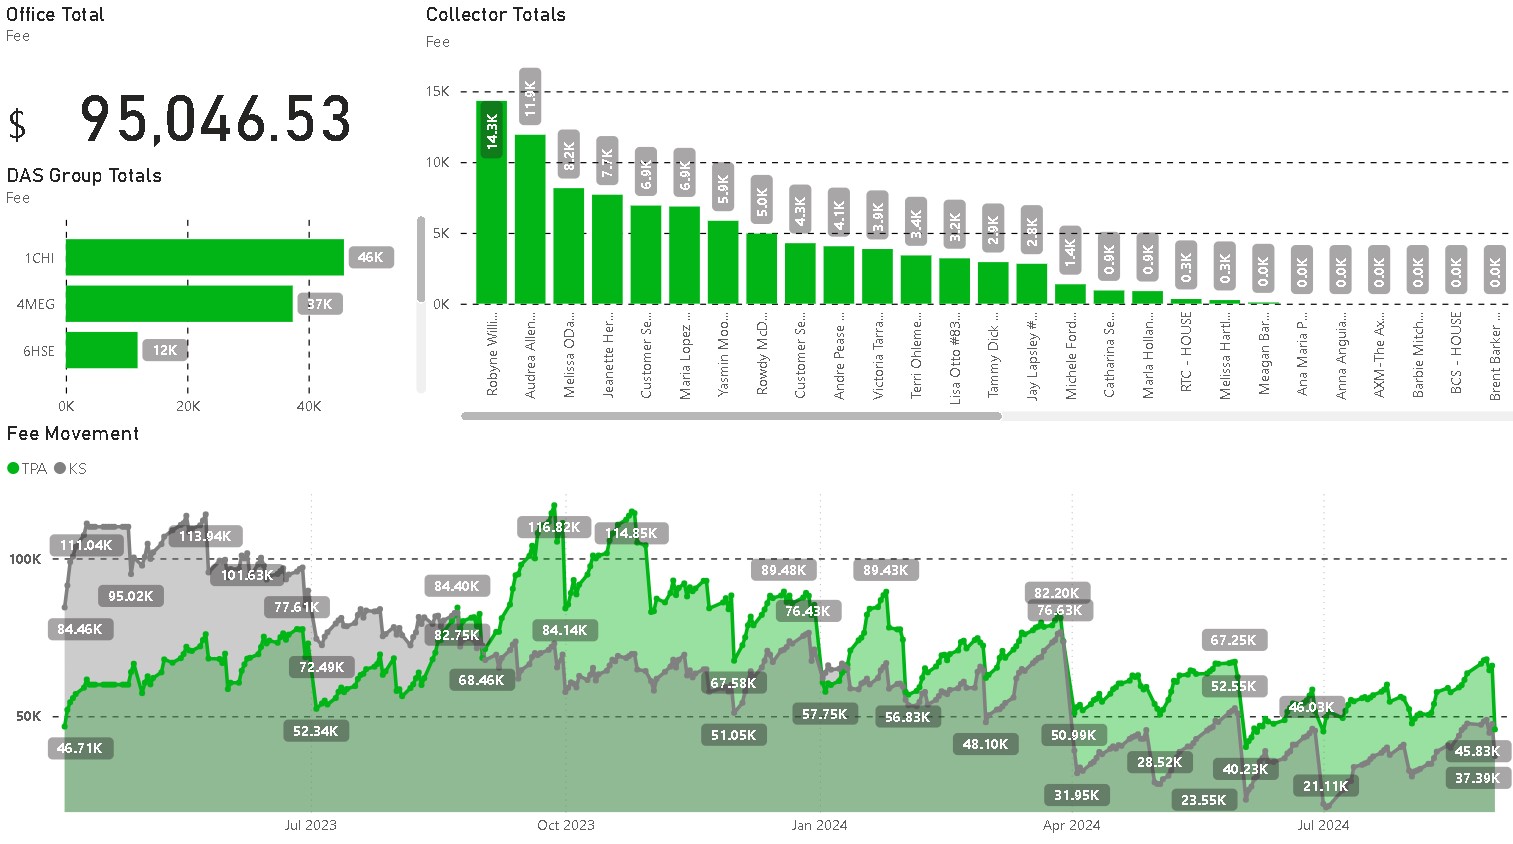 Office Total
Fee
$ 95,046.53
DAS Group Totals
Fee
1CHI
46K
4MEG
37K
6HSE
12K
0K 20K 40K
Collector Totals
Fee
15K
10K
5K
0K
14.3K
11.9K
8.2K
7.7K
6.9K
6.9K
5.9K
5.0K
4.3K
4.1K
3.9K
3.4K
3.2K
2.9K
2.8K
1.4K
0.9K
0.9K
0.3K
0.3K
0.0K
0.0K
0.0K
0.0K
0.0K
0.0K
0.0K
Robyne Willi...
Audrea Allen...
Melissa ODa...
Jeanette Her...
Customer Se...
Maria Lopez ...
Yasmin Moo...
Rowdy McD...
Customer Se...
Andre Pease ...
Victoria Tarra...
Terri Ohleme...
Lisa Otto #83...
Tammy Dick ...
Jay Lapsley #...
Michele Ford...
Catharina Se...
Marla Hollan...
RTC - HOUSE
Melissa Hartl...
Meagan Bar...
Ana Maria P...
Anna Anguia...
AXM -The Ax...
Barbie Mitch...
BCS - HOUSE
Brent Barker ...
Fee Movement
TPA KS
100K
50K
111.04K
95.02K
84.46K
46.71K
113.94K
101.63K
77.61K
72.49K
52.34K
84.40K
82.75K
68.46K
116.82K
84.14K
114.85K
67.58K
51.05K
89.48K
76.43K
57.75K
89.43K
56.83K
48.10K
82.20K
76.63K
50.99K
31.95K
28.52K
23.55K
67.25K
52.55K
40.23K
46.03K
21.11K
45.83K
37.39K
Jul 2023 Oct 2023 Jan 2024 Apr 2024 Jul 2024